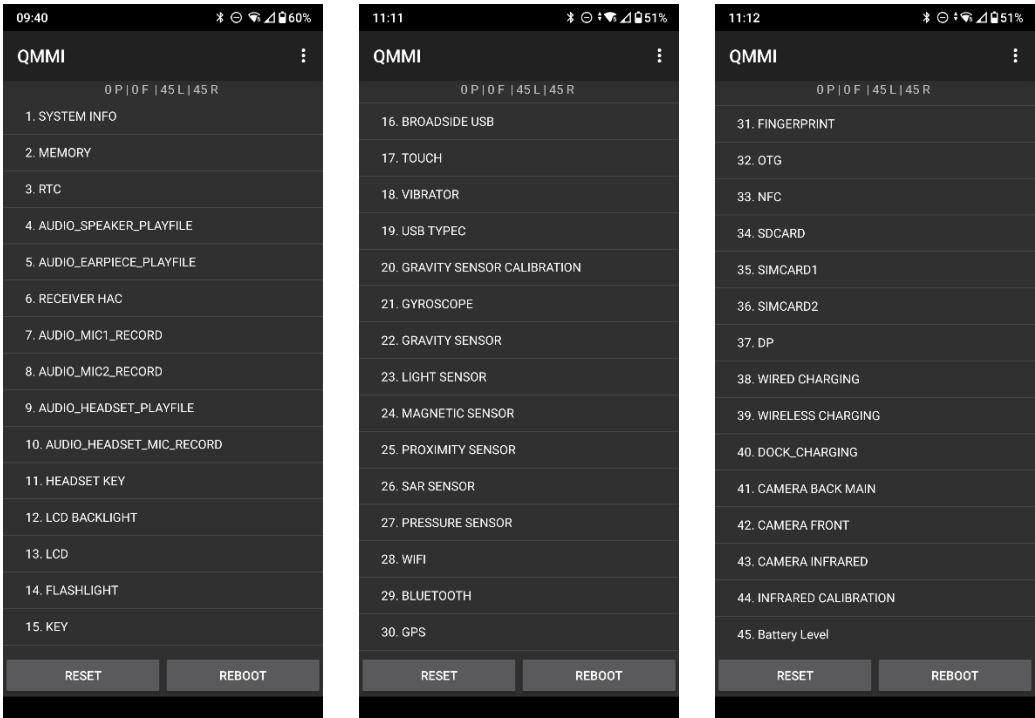 09:40
60%
QMMI
0 P | 0 F | 45 L | 45 R
1. SYSTEM INFO
2. MEMORY
3. RTC
4. AUDIO_SPEAKER_PLAYFILE
5. AUDIO_EARPIECE_PLAYFILE
6. RECEIVER HAC
7. AUDIO_MIC1_RECORD
8. AUDIO_MIC2_RECORD
9. AUDIO_HEADSET_PLAYFILE
10. AUDIO_HEADSET_MIC_RECORD
11. HEADSET KEY
12. LCD BACKLIGHT
13. LCD
14. FLASHLIGHT
15. KEY
RESET
REBOOT
11:11
51%
QMMI
0 P | 0 F | 45 L | 45 R
16. BROADSIDE USB
17. TOUCH
18. VIBRATOR
19. USB TYPEC
20. GRAVITY SENSOR CALIBRATION
21. GYROSCOPE
22. GRAVITY SENSOR
23. LIGHT SENSOR
24. MAGNETIC SENSOR
25. PROXIMITY SENSOR
26. SAR SENSOR
27. PRESSURE SENSOR
28. WIFI
29. BLUETOOTH
30. GPS
RESET
REBOOT
11:12
51%
QMMI
0 P | 0 F | 45 L | 45 R
31. FINGERPRINT
32. OTG
33. NFC
34. SDCARD
35. SIMCARD1
36. SIMCARD2
37. DP
38. WIRED CHARGING
39. WIRELESS CHARGING
40. DOCK_CHARGING
41. CAMERA BACK MAIN
42. CAMERA FRONT
43. CAMERA INFRARED
44. INFRARED CALIBRATION
45. Battery Level
RESET
REBOOT